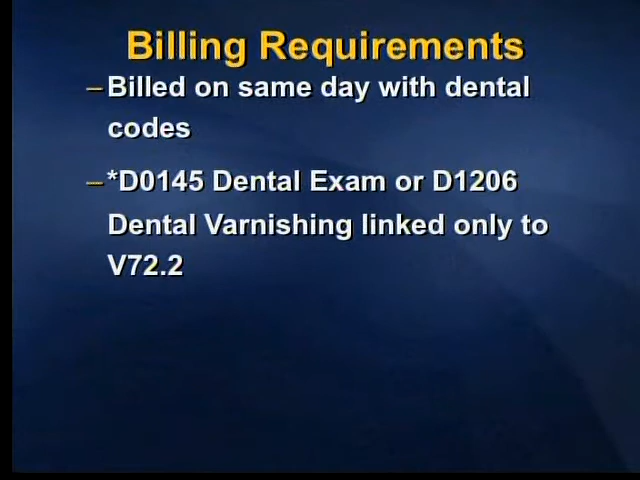 Billing Requirements
–Billed on same day with dental
codes
–*D0145 Dental Exam or D1206
Dental Varnishing linked only to
V72.2